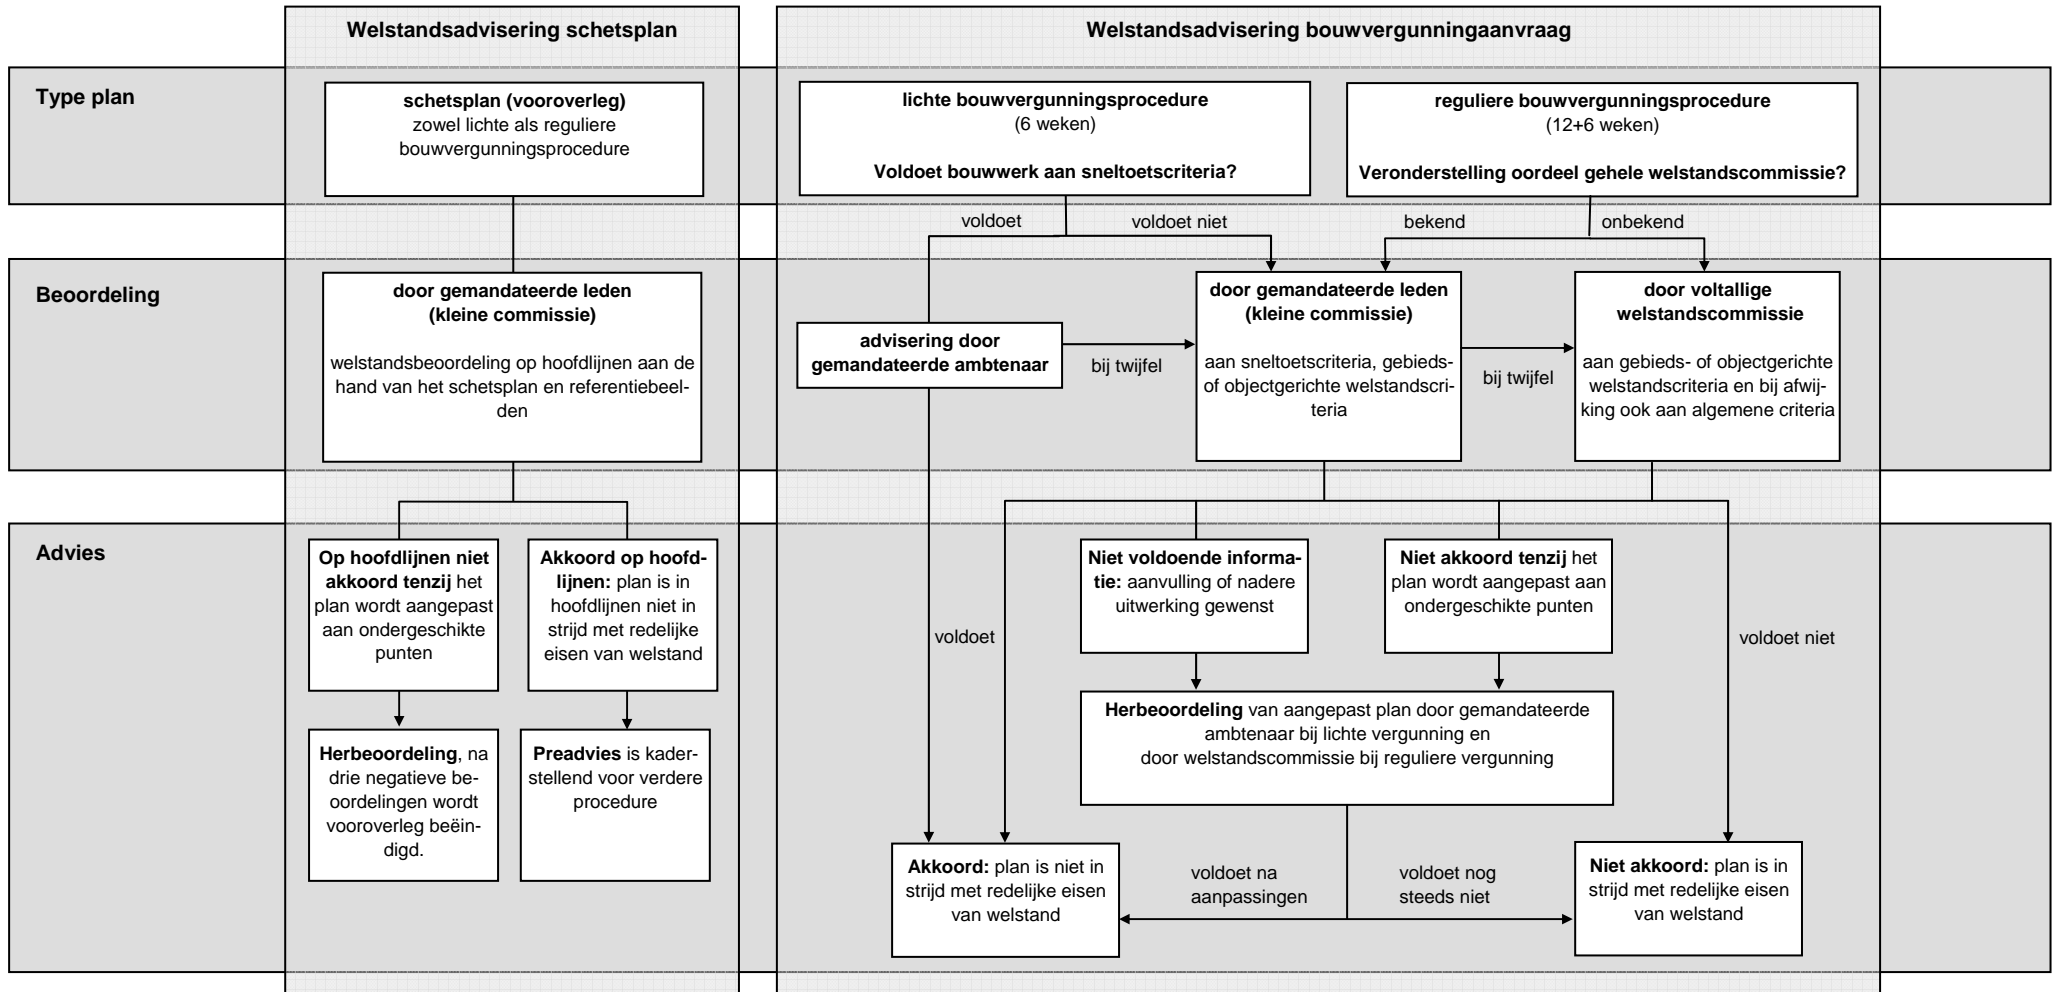 Welstandsadvisering schetsplan
Welstandsadvisering bouwvergunningaanvraag
Type plan
schetsplan (vooroverleg)
zowel lichte als reguliere
bouwvergunningsprocedure
lichte bouwvergunningsprocedure
(6 weken)
Voldoet bouwwerk aan sneltoetscriteria?
reguliere bouwvergunningsprocedure
(12+6 weken)
Veronderstelling oordeel gehele welstandscommissie?
voldoet
voldoet niet
bekend
onbekend
Beoordeling
door gemandateerde leden
(kleine commissie)
welstandsbeoordeling op hoofdlijnen aan de
hand van het schetsplan en referentiebeel-
den
advisering door
gemandateerde ambtenaar
bij twijfel
door gemandateerde leden
(kleine commissie)
aan sneltoetscriteria, gebieds-
of objectgerichte welstandscri-
teria
bij twijfel
door voltallige
welstandscommissie
aan gebieds- of objectgerichte
welstandscriteria en bij afwij-
king ook aan algemene criteria
Advies
Op hoofdlijnen niet
akkoord tenzij het
plan wordt aangepast
aan ondergeschikte
punten
Akkoord op hoofd-
lijnen: plan is in
hoofdlijnen niet in
strijd met redelijke
eisen van welstand
Niet voldoende informa-
tie: aanvulling of nadere
uitwerking gewenst
Niet akkoord tenzij het
plan wordt aangepast aan
ondergeschikte punten
voldoet
voldoet niet
Herbeoordeling, na
drie negatieve be-
oordelingen wordt
vooroverleg beëin-
digd.
Preadvies is kader-
stellend voor verdere
procedure
Herbeoordeling van aangepast plan door gemandateerde
ambtenaar bij lichte vergunning en
door welstandscommissie bij reguliere vergunning
Akkoord: plan is niet in
strijd met redelijke eisen
van welstand
voldoet na
aanpassingen
voldoet nog
steeds niet
Niet akkoord: plan is in
strijd met redelijke eisen
van welstand